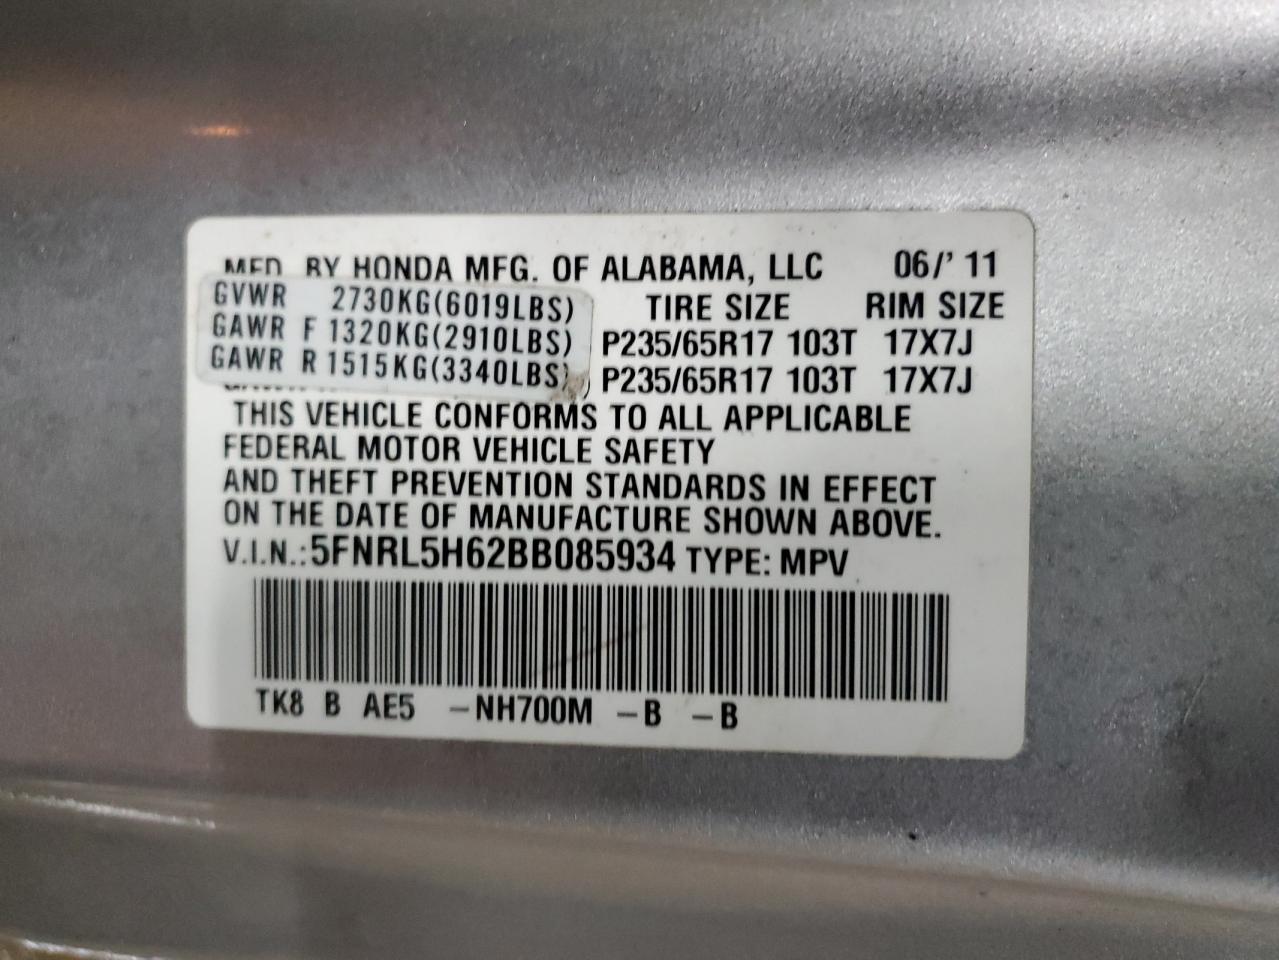 MFD. BY HONDA MFG. OF ALABAMA, LLC 06/'11
GVWR 2730KG(6019LBS) TIRE SIZE RIM SIZE
GAWR F 1320KG(2910LBS) P235/65R17 103T 17X7J
GAWR R 1515KG(3340LBS) P235/65R17 103T 17X7J
THIS VEHICLE CONFORMS TO ALL APPLICABLE
FEDERAL MOTOR VEHICLE SAFETY
AND THEFT PREVENTION STANDARDS IN EFFECT
ON THE DATE OF MANUFACTURE SHOWN ABOVE.
V.I.N.:5FNRL5H62BB085934 TYPE: MPV
TK8 B AE5 -NH700M -B -B